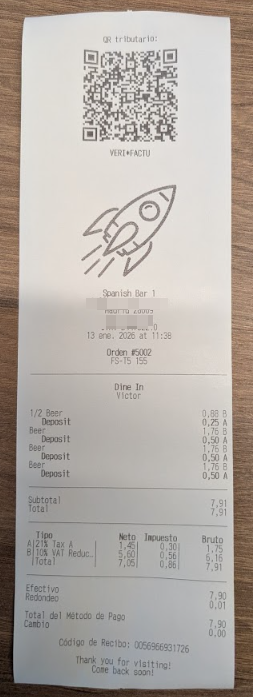 QR tributario:
VERI*FACTU
Spanish Bar 1
Madrid 28009
13 ene. 2026 at 11:38
Orden #5002
FS-T5 155
Dine In
Victor
1/2 Beer 0,88 B
Deposit 0,25 A
Beer 1,76 B
Deposit 0,50 A
Beer 1,76 B
Deposit 0,50 A
Beer 1,76 B
Deposit 0,50 A
Subtotal 7,91
Total 7,91
Tipo Neto Impuesto Bruto
A|21% Tax A 1,45| 0,30| 1,75
B|10% VAT Reduc… 5,60 0,56 6,16
|Total 7,05| 0,86| 7,91
Efectivo 7,90
Redondeo 0,01
Total del Método de Pago 7,90
Cambio 0,00
Código de Recibo: 0056966931726
Thank you for visiting!
Come back soon!